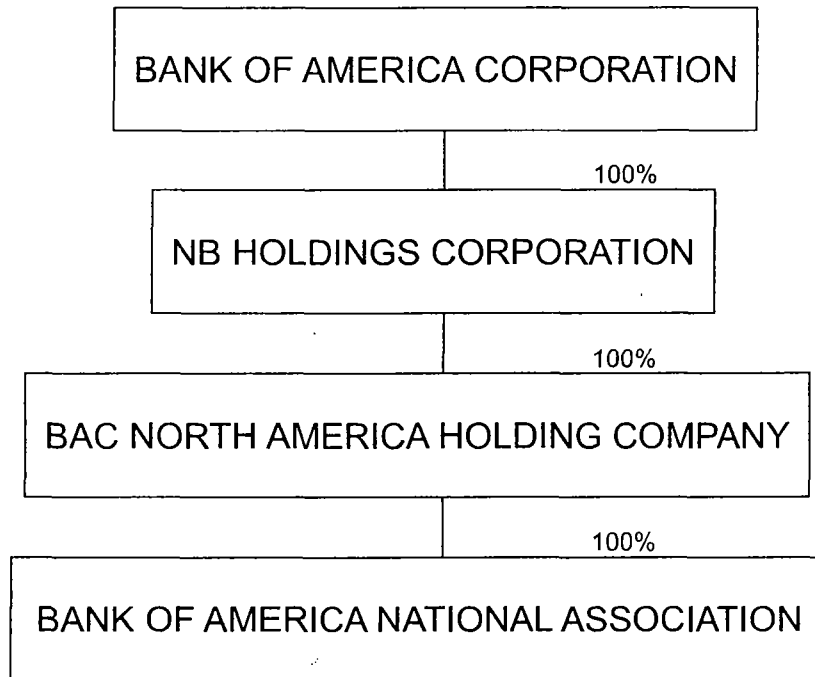 BANK OF AMERICA CORPORATION
100%
NB HOLDINGS CORPORATION
100%
BAC NORTH AMERICA HOLDING COMPANY
100%
BANK OF AMERICA NATIONAL ASSOCIATION